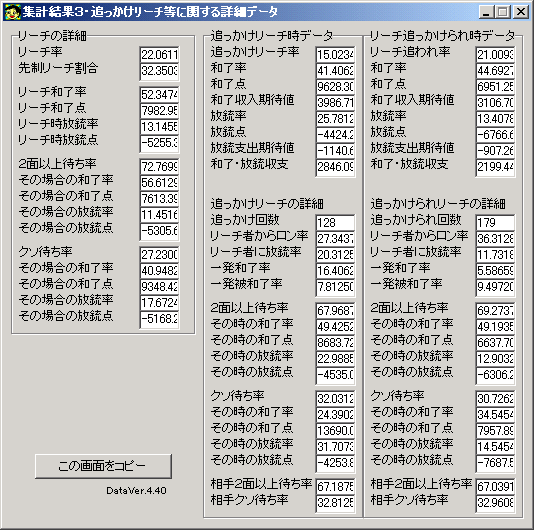 集計結果3・追っかけリーチ等に関する詳細データ
リーチの詳細
リーチ率 22.0611
先制リーチ割合 32.3503
リーチ和了率 52.3474
リーチ和了点 7982.95
リーチ時放銃率 13.1455
リーチ時放銃点 -5255.3
2面以上待ち率 72.7699
その場合の和了率 56.6129
その場合の和了点 7613.39
その場合の放銃率 11.4516
その場合の放銃点 -5305.6
クソ待ち率 27.2300
その場合の和了率 40.9482
その場合の和了点 9348.42
その場合の放銃率 17.6724
その場合の放銃点 -5168.2
この画面をコピー
DataVer.4.40
追っかけリーチ時データ
追っかけリーチ率 15.0234
和了率 41.4062
和了点 9628.30
和了収入期待値 3986.71
放銃率 25.7812
放銃点 -4424.2
放銃支出期待値 -1140.6
和了・放銃収支 2846.09
追っかけリーチの詳細
追っかけ回数 128
リーチ者からロン率 27.3437
リーチ者に放銃率 20.3125
一発和了率 16.4062
一発被和了率 7.81250
2面以上待ち率 67.9687
その時の和了率 49.4252
その時の和了点 8683.72
その時の放銃率 22.9885
その時の放銃点 -4535.0
クソ待ち率 32.0312
その時の和了率 24.3902
その時の和了点 13690.0
その時の放銃率 31.7073
その時の放銃点 -4253.8
相手2面以上待ち率 67.1875
相手クソ待ち率 32.8125
リーチ追っかけられ時データ
リーチ追われ率 21.0093
和了率 44.6927
和了点 6951.25
和了収入期待値 3106.70
放銃率 13.4078
放銃点 -6766.6
放銃支出期待値 -907.26
和了・放銃収支 2199.44
追っかけられリーチの詳細
追っかけられ回数 179
リーチ者からロン率 36.3128
リーチ者に放銃率 11.7318
一発和了率 5.58659
一発被和了率 9.49720
2面以上待ち率 69.2737
その時の和了率 49.1935
その時の和了点 6637.70
その時の放銃率 12.9032
その時の放銃点 -6306.2
クソ待ち率 30.7262
その時の和了率 34.5454
その時の和了点 7957.89
その時の放銃率 14.5454
その時の放銃点 -7687.5
相手2面以上待ち率 67.0391
相手クソ待ち率 32.9608